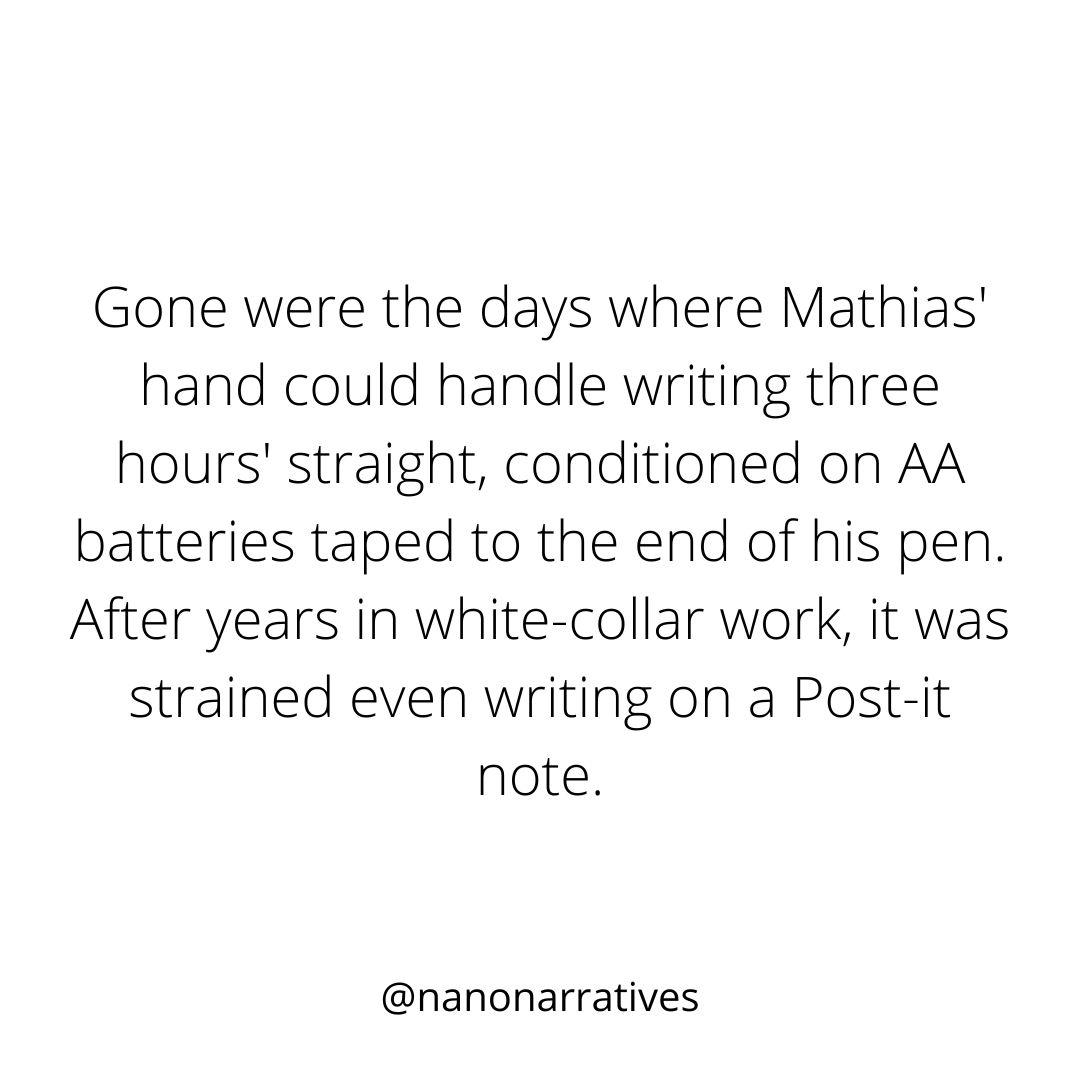 Gone were the days where Mathias'
hand could handle writing three
hours' straight, conditioned on AA
batteries taped to the end of his pen.
After years in white-collar work, it was
strained even writing on a Post-it
note.
@nanonarratives